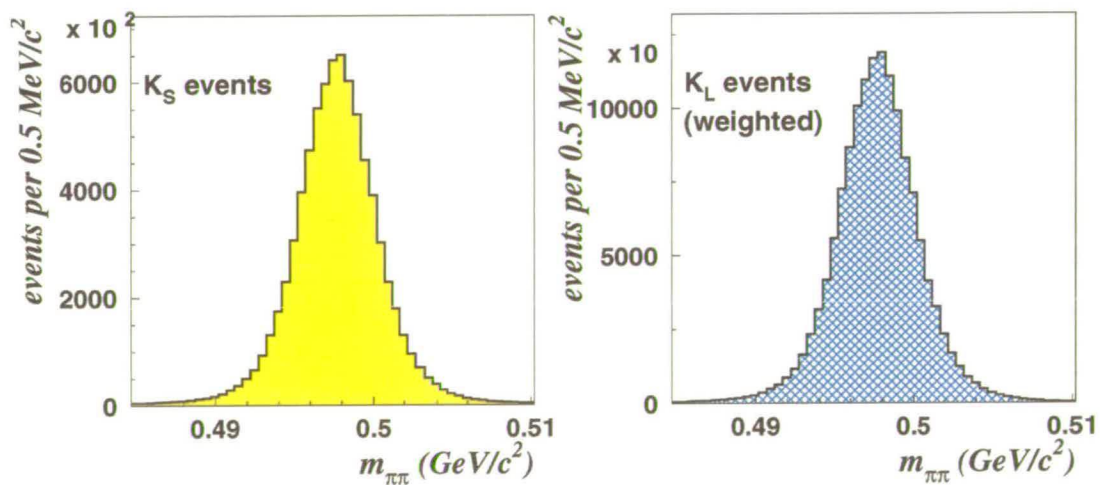 x 10²
events per 0.5 MeV/c²
6000
4000
2000
0
K_S events
0.49
0.5
0.51
m_ππ (GeV/c²)
x 10
events per 0.5 MeV/c²
10000
5000
0
K_L events
(weighted)
0.49
0.5
0.51
m_ππ (GeV/c²)